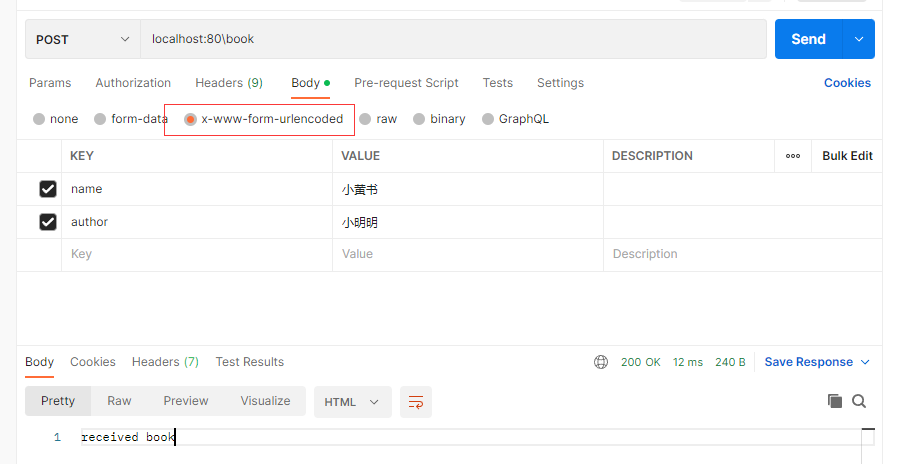 POST localhost:80\book Send
Params Authorization Headers (9) Body Pre-request Script Tests Settings Cookies
none form-data x-www-form-urlencoded raw binary GraphQL
KEY VALUE DESCRIPTION ooo Bulk Edit
name 小黄书
author 小明明
Key Value Description
Body Cookies Headers (7) Test Results 200 OK 12 ms 240 B Save Response
Pretty Raw Preview Visualize HTML
1 received book